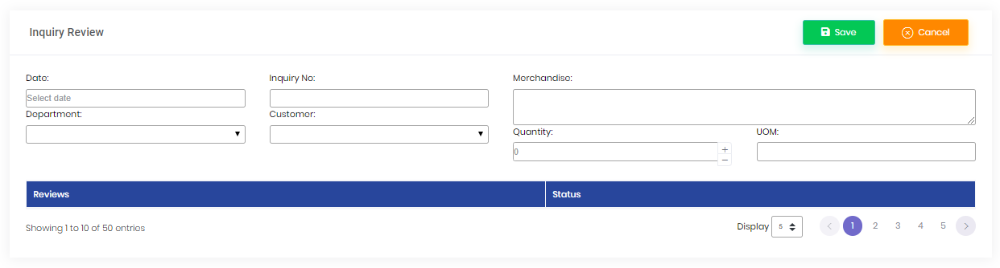 Inquiry Review
Save
Cancel
Date:
Inquiry No:
Merchandise:
Select date
Department:
Customer:
Quantity:
UOM:
0
+
−
Reviews
Status
Showing 1 to 10 of 50 entries
Display 5 < 1 2 3 4 5 >